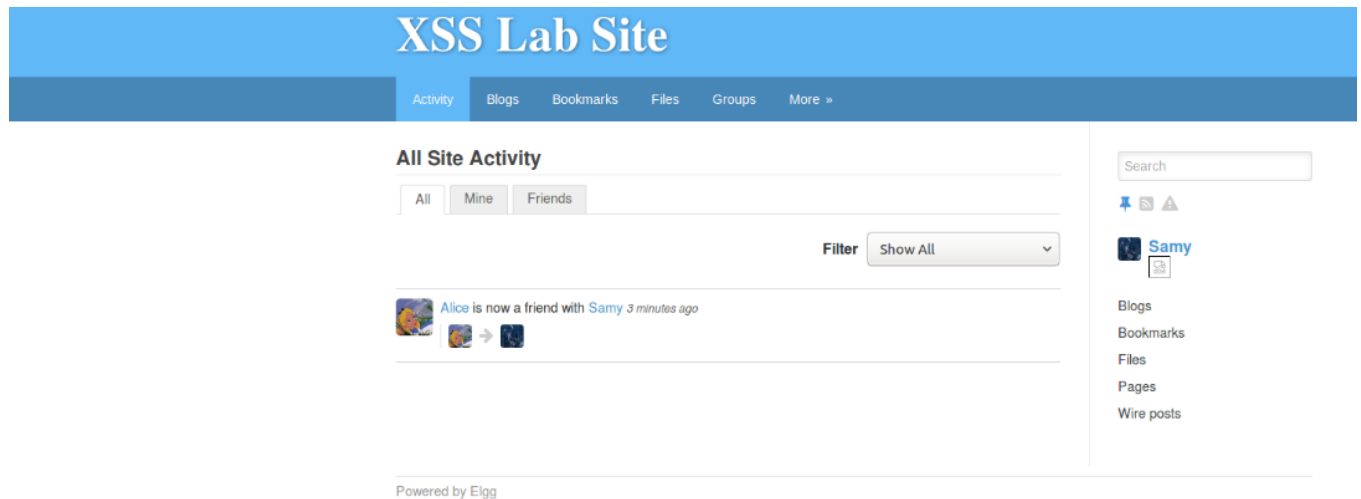 XSS Lab Site
Activity Blogs Bookmarks Files Groups More »
All Site Activity
All Mine Friends
Filter Show All
Alice is now a friend with Samy 3 minutes ago
Search
Samy
Blogs
Bookmarks
Files
Pages
Wire posts
Powered by Elgg